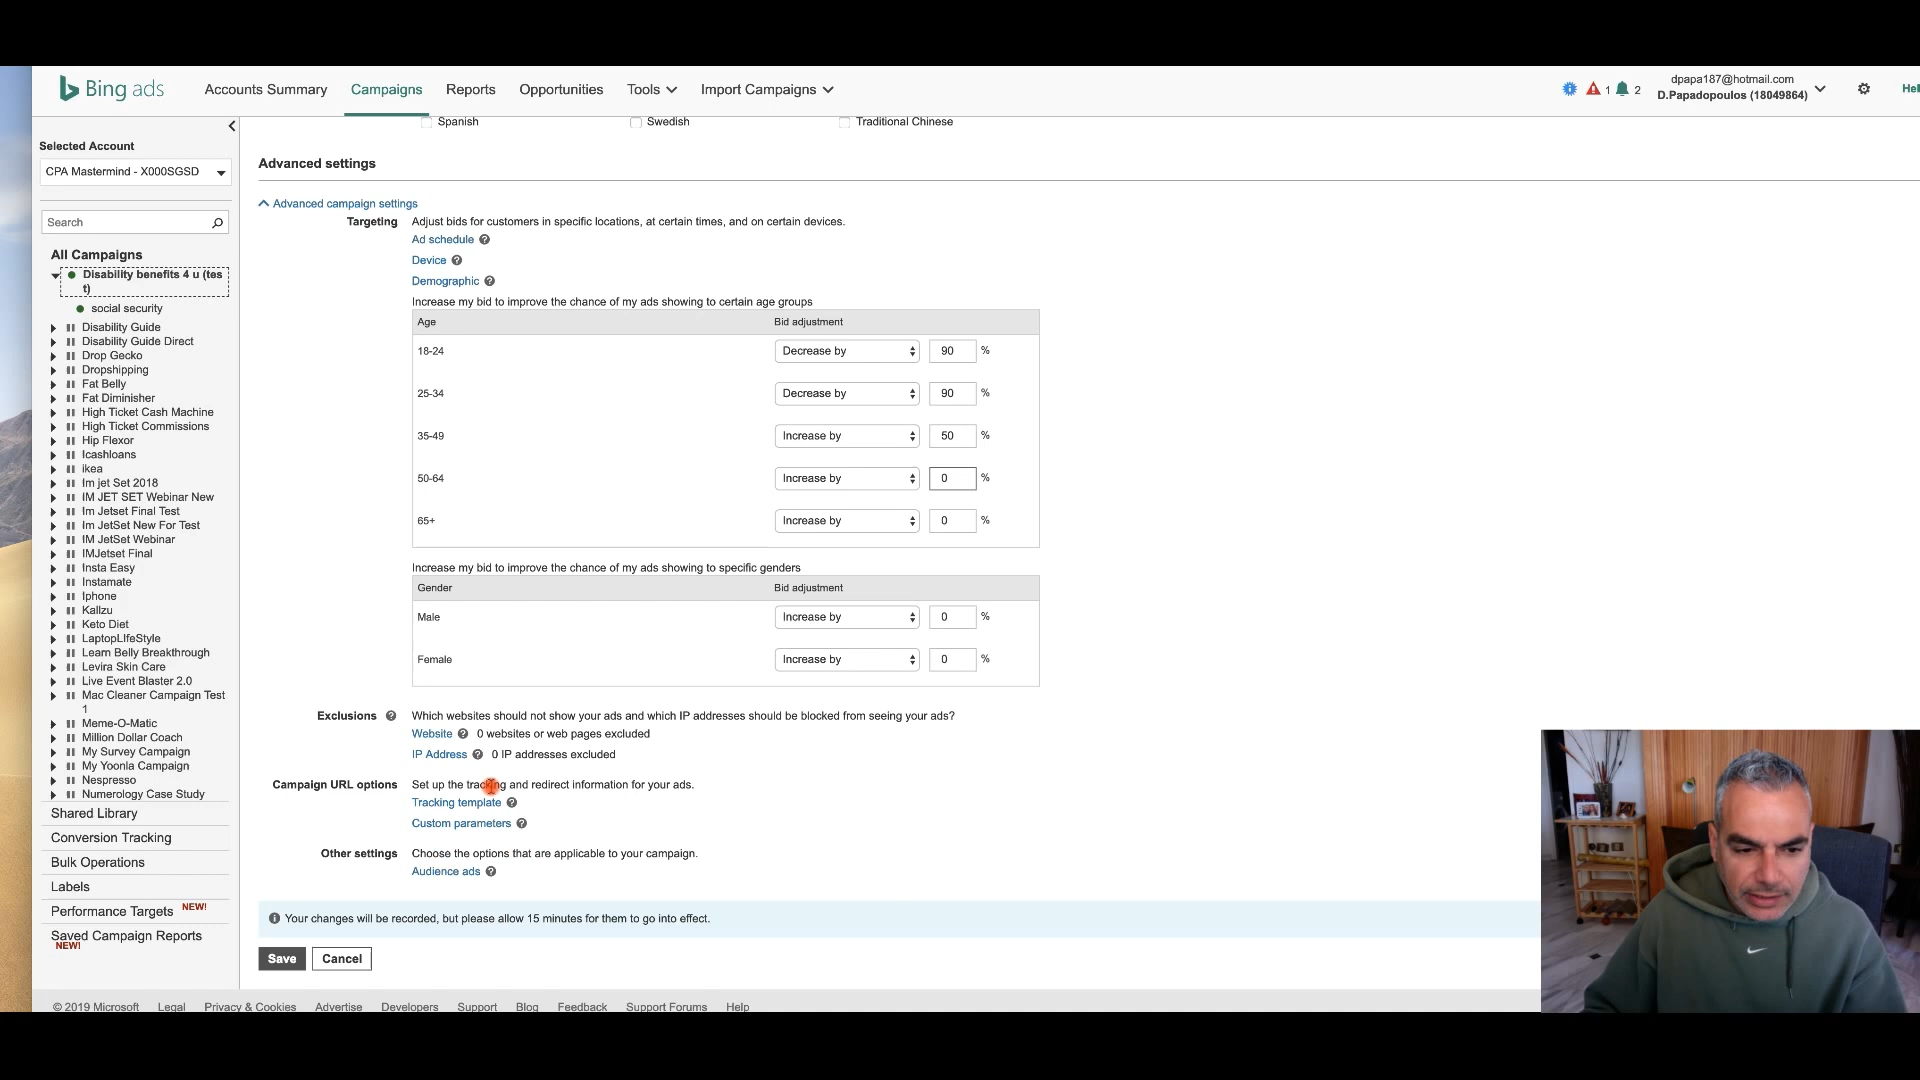 Bing ads
Accounts Summary
Campaigns
Reports
Opportunities
Tools
Import Campaigns
1
2
dpapa187@hotmail.com
D.Papadopoulos (18049864)
Hel
Selected Account
CPA Mastermind - X000SGSD
Search
All Campaigns
Disability benefits 4 u (tes
t)
social security
Disability Guide
Disability Guide Direct
Drop Gecko
Dropshipping
Fat Belly
Fat Diminisher
High Ticket Cash Machine
High Ticket Commissions
Hip Flexor
Icashloans
ikea
Im jet Set 2018
IM JET SET Webinar New
Im Jetset Final Test
Im JetSet New For Test
IM JetSet Webinar
IMJetset Final
Insta Easy
Instamate
Iphone
Kallzu
Keto Diet
LaptopLIfeStyle
Learn Belly Breakthrough
Levira Skin Care
Live Event Blaster 2.0
Mac Cleaner Campaign Test
1
Meme-O-Matic
Million Dollar Coach
My Survey Campaign
My Yoonla Campaign
Nespresso
Numerology Case Study
Shared Library
Conversion Tracking
Bulk Operations
Labels
Performance Targets NEW!
Saved Campaign Reports
NEW!
Spanish
Swedish
Traditional Chinese
Advanced settings
Advanced campaign settings
Targeting Adjust bids for customers in specific locations, at certain times, and on certain devices.
Ad schedule
Device
Demographic
Increase my bid to improve the chance of my ads showing to certain age groups
Age Bid adjustment
18-24 Decrease by 90 %
25-34 Decrease by 90 %
35-49 Increase by 50 %
50-64 Increase by 0 %
65+ Increase by 0 %
Increase my bid to improve the chance of my ads showing to specific genders
Gender Bid adjustment
Male Increase by 0 %
Female Increase by 0 %
Exclusions Which websites should not show your ads and which IP addresses should be blocked from seeing your ads?
Website 0 websites or web pages excluded
IP Address 0 IP addresses excluded
Campaign URL options Set up the tracking and redirect information for your ads.
Tracking template
Custom parameters
Other settings Choose the options that are applicable to your campaign.
Audience ads
Your changes will be recorded, but please allow 15 minutes for them to go into effect.
Save Cancel
© 2019 Microsoft Legal Privacy & Cookies Advertise Developers Support Blog Feedback Support Forums Help